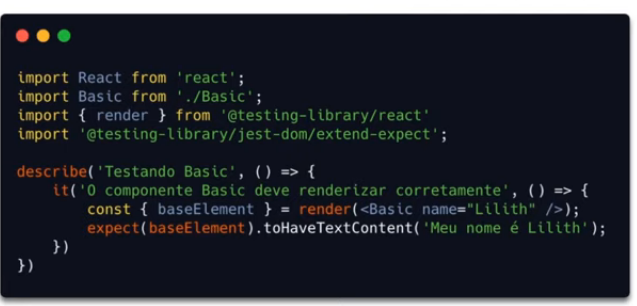 import React from 'react';
import Basic from './Basic';
import { render } from '@testing-library/react'
import '@testing-library/jest-dom/extend-expect';

describe('Testando Basic', () => {
    it('O componente Basic deve renderizar corretamente', () => {
        const { baseElement } = render(<Basic name="Lilith" />);
        expect(baseElement).toHaveTextContent('Meu nome é Lilith');
    })
})